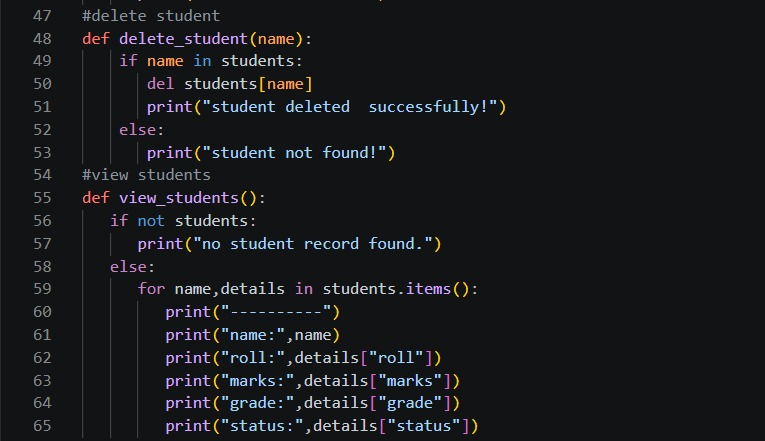 47 #delete student
48 def delete_student(name):
49     if name in students:
50        del students[name]
51        print("student deleted  successfully!")
52     else:
53        print("student not found!")
54 #view students
55 def view_students():
56    if not students:
57       print("no student record found.")
58    else:
59       for name,details in students.items():
60          print("----------")
61          print("name:",name)
62          print("roll:",details["roll"])
63          print("marks:",details["marks"])
64          print("grade:",details["grade"])
65          print("status:",details["status"])